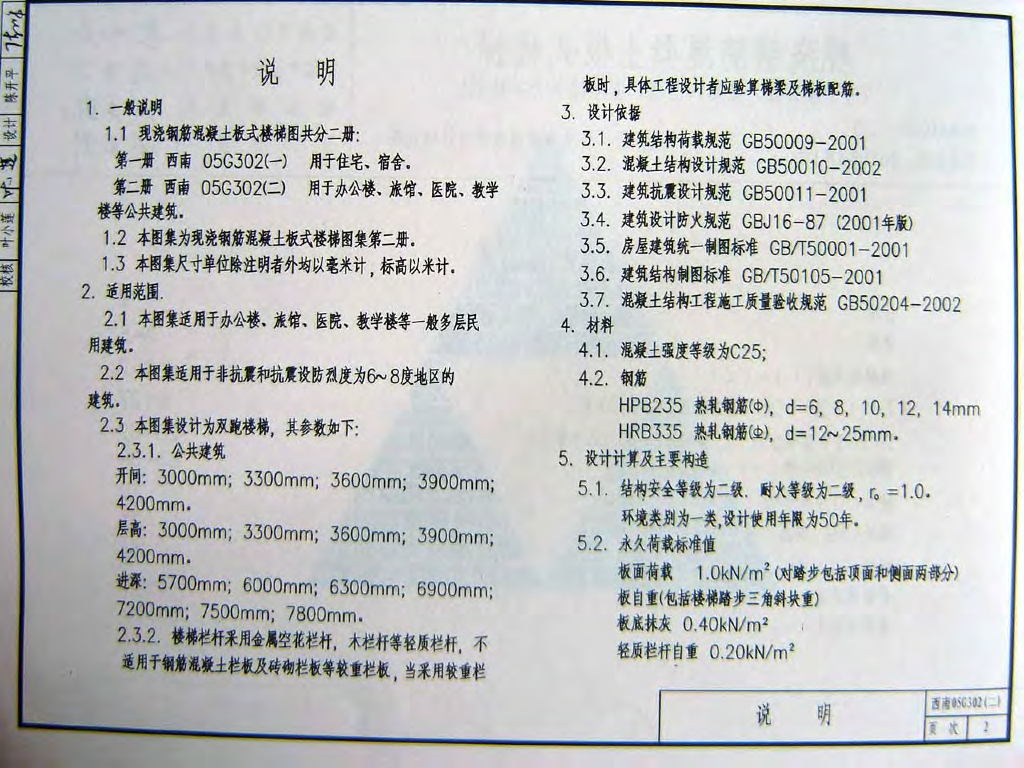 说 明
1. 一般说明
1.1 现浇钢筋混凝土板式楼梯图共分二册:
第一册 西南 05G302(一) 用于住宅、宿舍。
第二册 西南 05G302(二) 用于办公楼、旅馆、医院、教学
楼等公共建筑。
1.2 本图集为现浇钢筋混凝土板式楼梯图集第二册。
1.3 本图集尺寸单位除注明者外均以毫米计,标高以米计。
2. 适用范围.
2.1 本图集适用于办公楼、旅馆、医院、教学楼等一般多层民
用建筑。
2.2 本图集适用于非抗震和抗震设防烈度为6~8度地区的
建筑。
2.3 本图集设计为双跑楼梯,其参数如下:
2.3.1. 公共建筑
开间: 3000mm; 3300mm; 3600mm; 3900mm;
4200mm。
层高: 3000mm; 3300mm; 3600mm; 3900mm;
4200mm。
进深: 5700mm; 6000mm; 6300mm; 6900mm;
7200mm; 7500mm; 7800mm。
2.3.2. 楼梯栏杆采用金属空花栏杆, 木栏杆等轻质栏杆, 不
适用于钢筋混凝土栏板及砖砌栏板等较重栏板,当采用较重栏
板时,具体工程设计者应验算梯梁及梯板配筋。
3. 设计依据
3.1. 建筑结构荷载规范 GB50009-2001
3.2. 混凝土结构设计规范 GB50010-2002
3.3. 建筑抗震设计规范 GB50011-2001
3.4. 建筑设计防火规范 GBJ16-87 (2001年版)
3.5. 房屋建筑统一制图标准 GB/T50001-2001
3.6. 建筑结构制图标准 GB/T50105-2001
3.7. 混凝土结构工程施工质量验收规范 GB50204-2002
4. 材料
4.1. 混凝土强度等级为C25;
4.2. 钢筋
HPB235 热轧钢筋(Φ), d=6, 8, 10, 12, 14mm
HRB335 热轧钢筋(Φ), d=12~25mm。
5. 设计计算及主要构造
5.1. 结构安全等级为二级. 耐火等级为二级, r₀ =1.0。
环境类别为一类,设计使用年限为50年。
5.2. 永久荷载标准值
板面荷载 1.0kN/m² (对踏步包括顶面和侧面两部分)
板自重(包括楼梯踏步三角斜块重)
板底抹灰 0.40kN/m²
轻质栏杆自重 0.20kN/m²
说 明
西南05G302(二)
页 次 2
校核 叶小莲
设计 陈开平